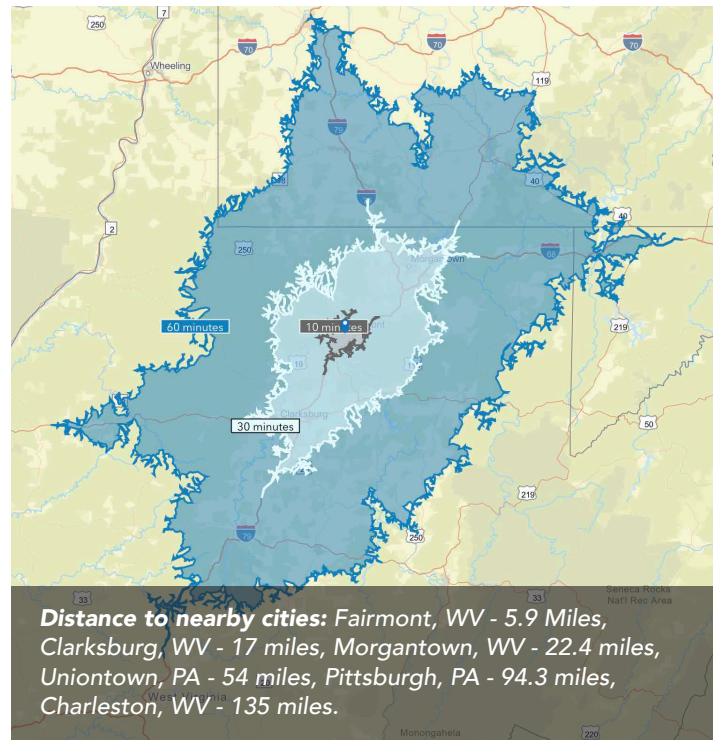 7
250
70
70
70
Wheeling
119
79
40
40
2
250
Morgantown
68
219
60 minutes
10 minutes
19
Clarksburg
30 minutes
50
219
79
250
33
33
Seneca Rocks
Nat'l Rec Area
Distance to nearby cities: Fairmont, WV - 5.9 Miles,
Clarksburg, WV - 17 miles, Morgantown, WV - 22.4 miles,
Uniontown, PA - 54 miles, Pittsburgh, PA - 94.3 miles,
Charleston, WV - 135 miles.
West Virginia
Monongahela
220